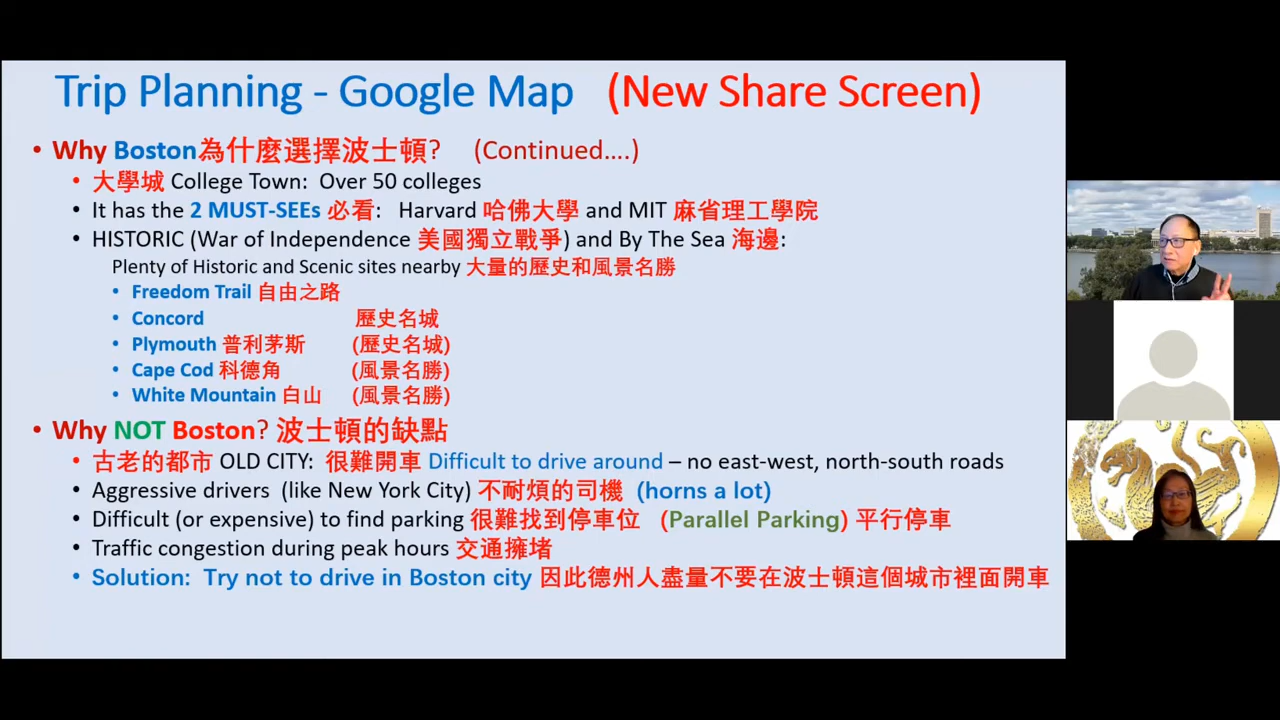 Trip Planning - Google Map (New Share Screen)
• Why Boston為什麼選擇波士頓? (Continued….)
• 大學城 College Town: Over 50 colleges
• It has the 2 MUST-SEEs 必看: Harvard 哈佛大學 and MIT 麻省理工學院
• HISTORIC (War of Independence 美國獨立戰爭) and By The Sea 海邊:
Plenty of Historic and Scenic sites nearby 大量的歷史和風景名勝
• Freedom Trail 自由之路
• Concord 歷史名城
• Plymouth 普利茅斯 (歷史名城)
• Cape Cod 科德角 (風景名勝)
• White Mountain 白山 (風景名勝)
• Why NOT Boston? 波士頓的缺點
• 古老的都市 OLD CITY: 很難開車 Difficult to drive around – no east-west, north-south roads
• Aggressive drivers (like New York City) 不耐煩的司機 (horns a lot)
• Difficult (or expensive) to find parking 很難找到停車位 (Parallel Parking) 平行停車
• Traffic congestion during peak hours 交通擁堵
• Solution: Try not to drive in Boston city 因此德州人盡量不要在波士頓這個城市裡面開車